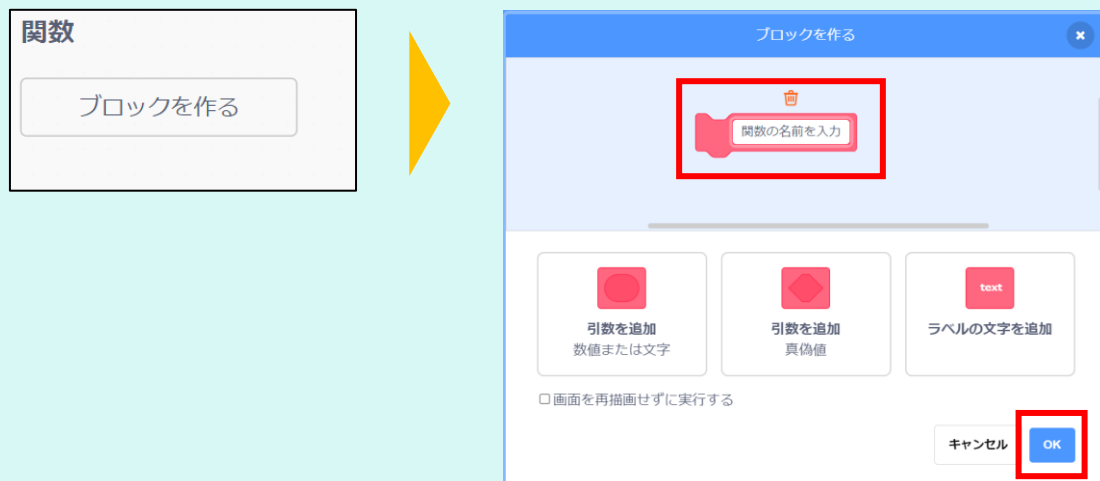 関数
ブロックを作る
ブロックを作る
関数の名前を入力
text
引数を追加
数値または文字
引数を追加
真偽値
ラベルの文字を追加
画面を再描画せずに実行する
キャンセル
OK